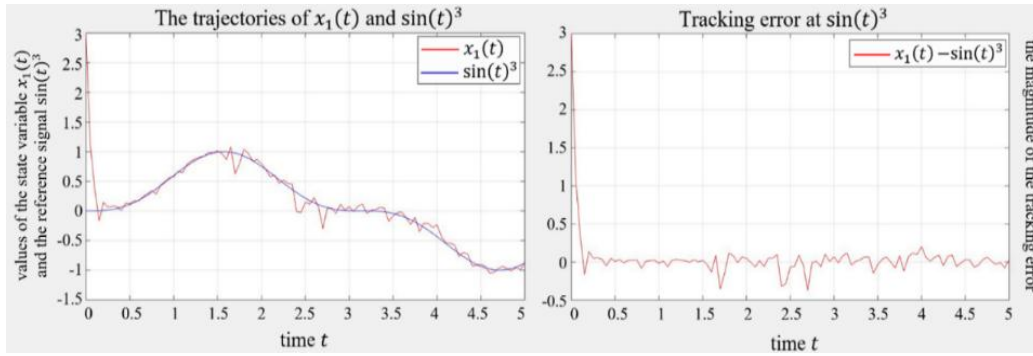 The trajectories of x₁(t) and sin(t)³
values of the state variable x₁(t)
and the reference signal sin(t)³
3
2.5
2
1.5
1
0.5
0
-0.5
-1
-1.5
x₁(t)
sin(t)³
0 0.5 1 1.5 2 2.5 3 3.5 4 4.5 5
time t
Tracking error at sin(t)³
the magnitude of the tracking error
3
2.5
2
1.5
1
0.5
0
-0.5
x₁(t) −sin(t)³
0 0.5 1 1.5 2 2.5 3 3.5 4 4.5 5
time t